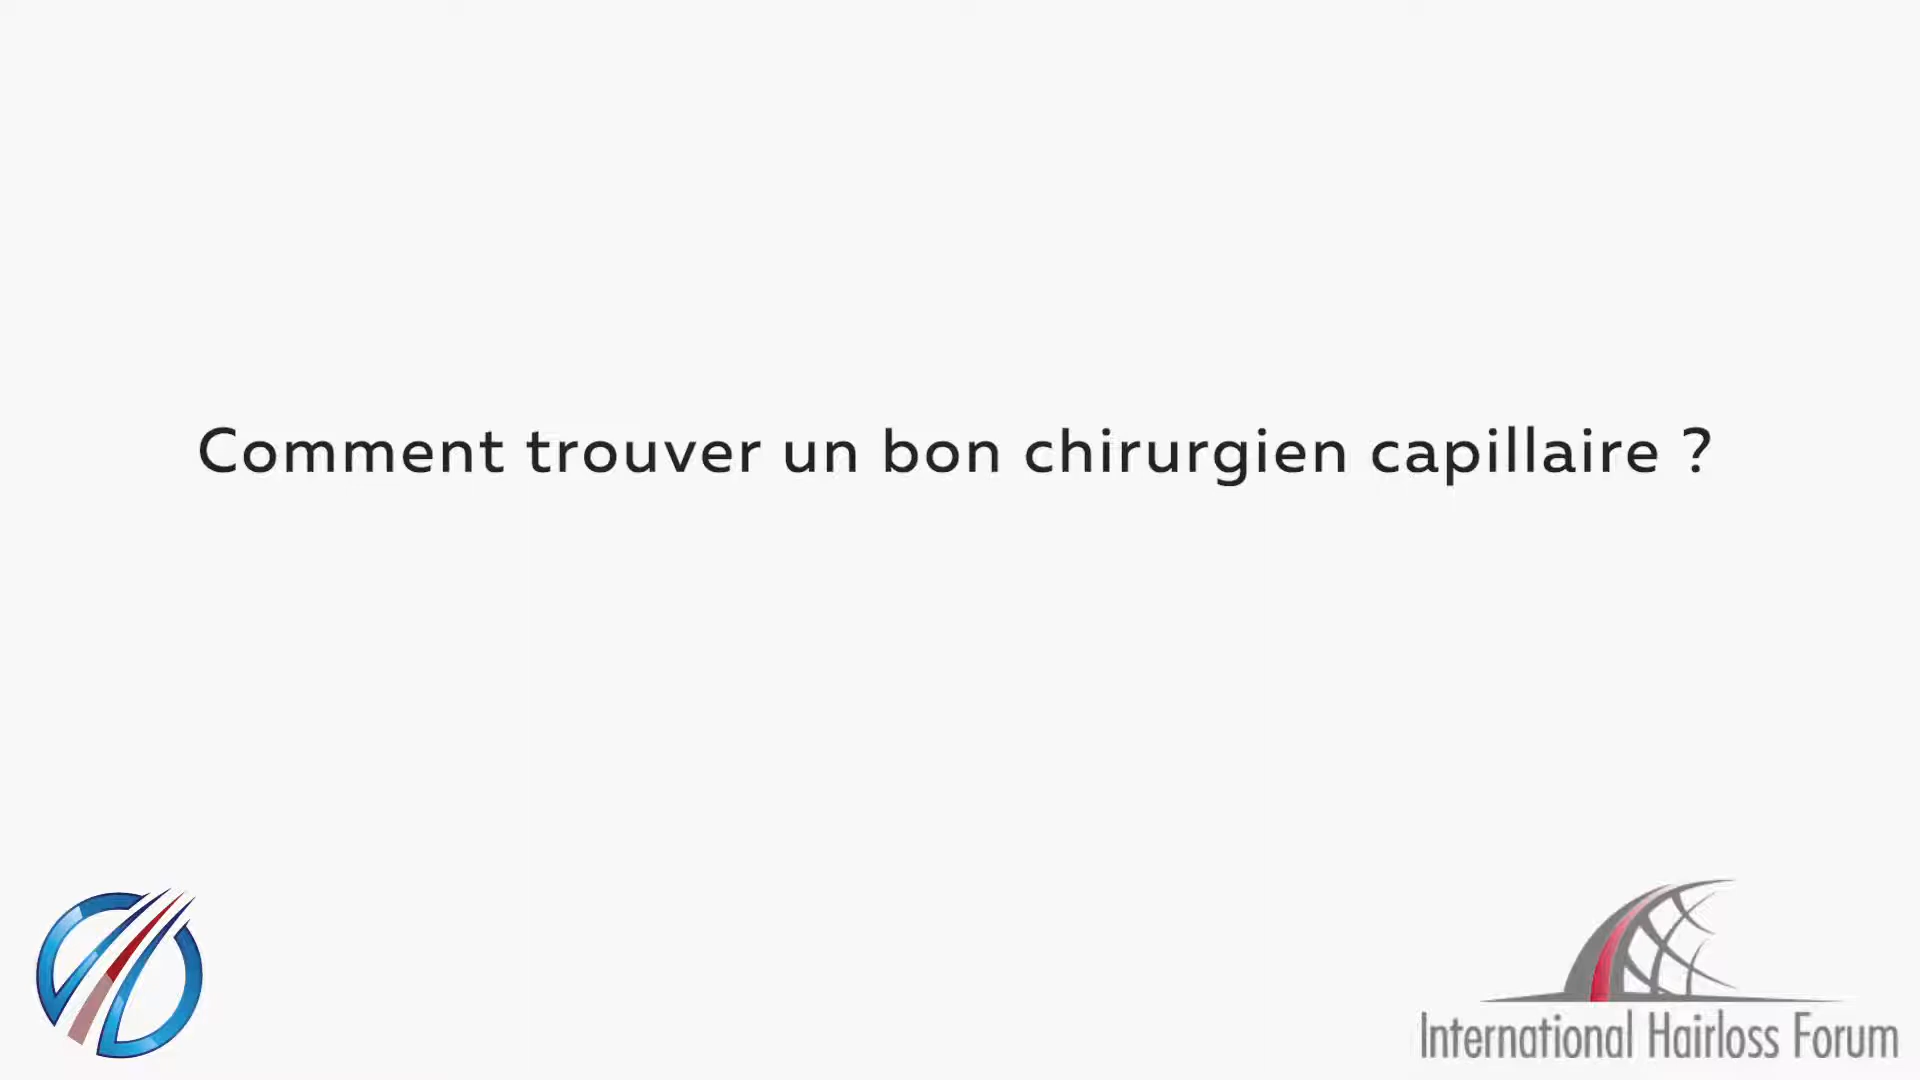 Comment trouver un bon chirurgien capillaire ?
International Hairloss Forum